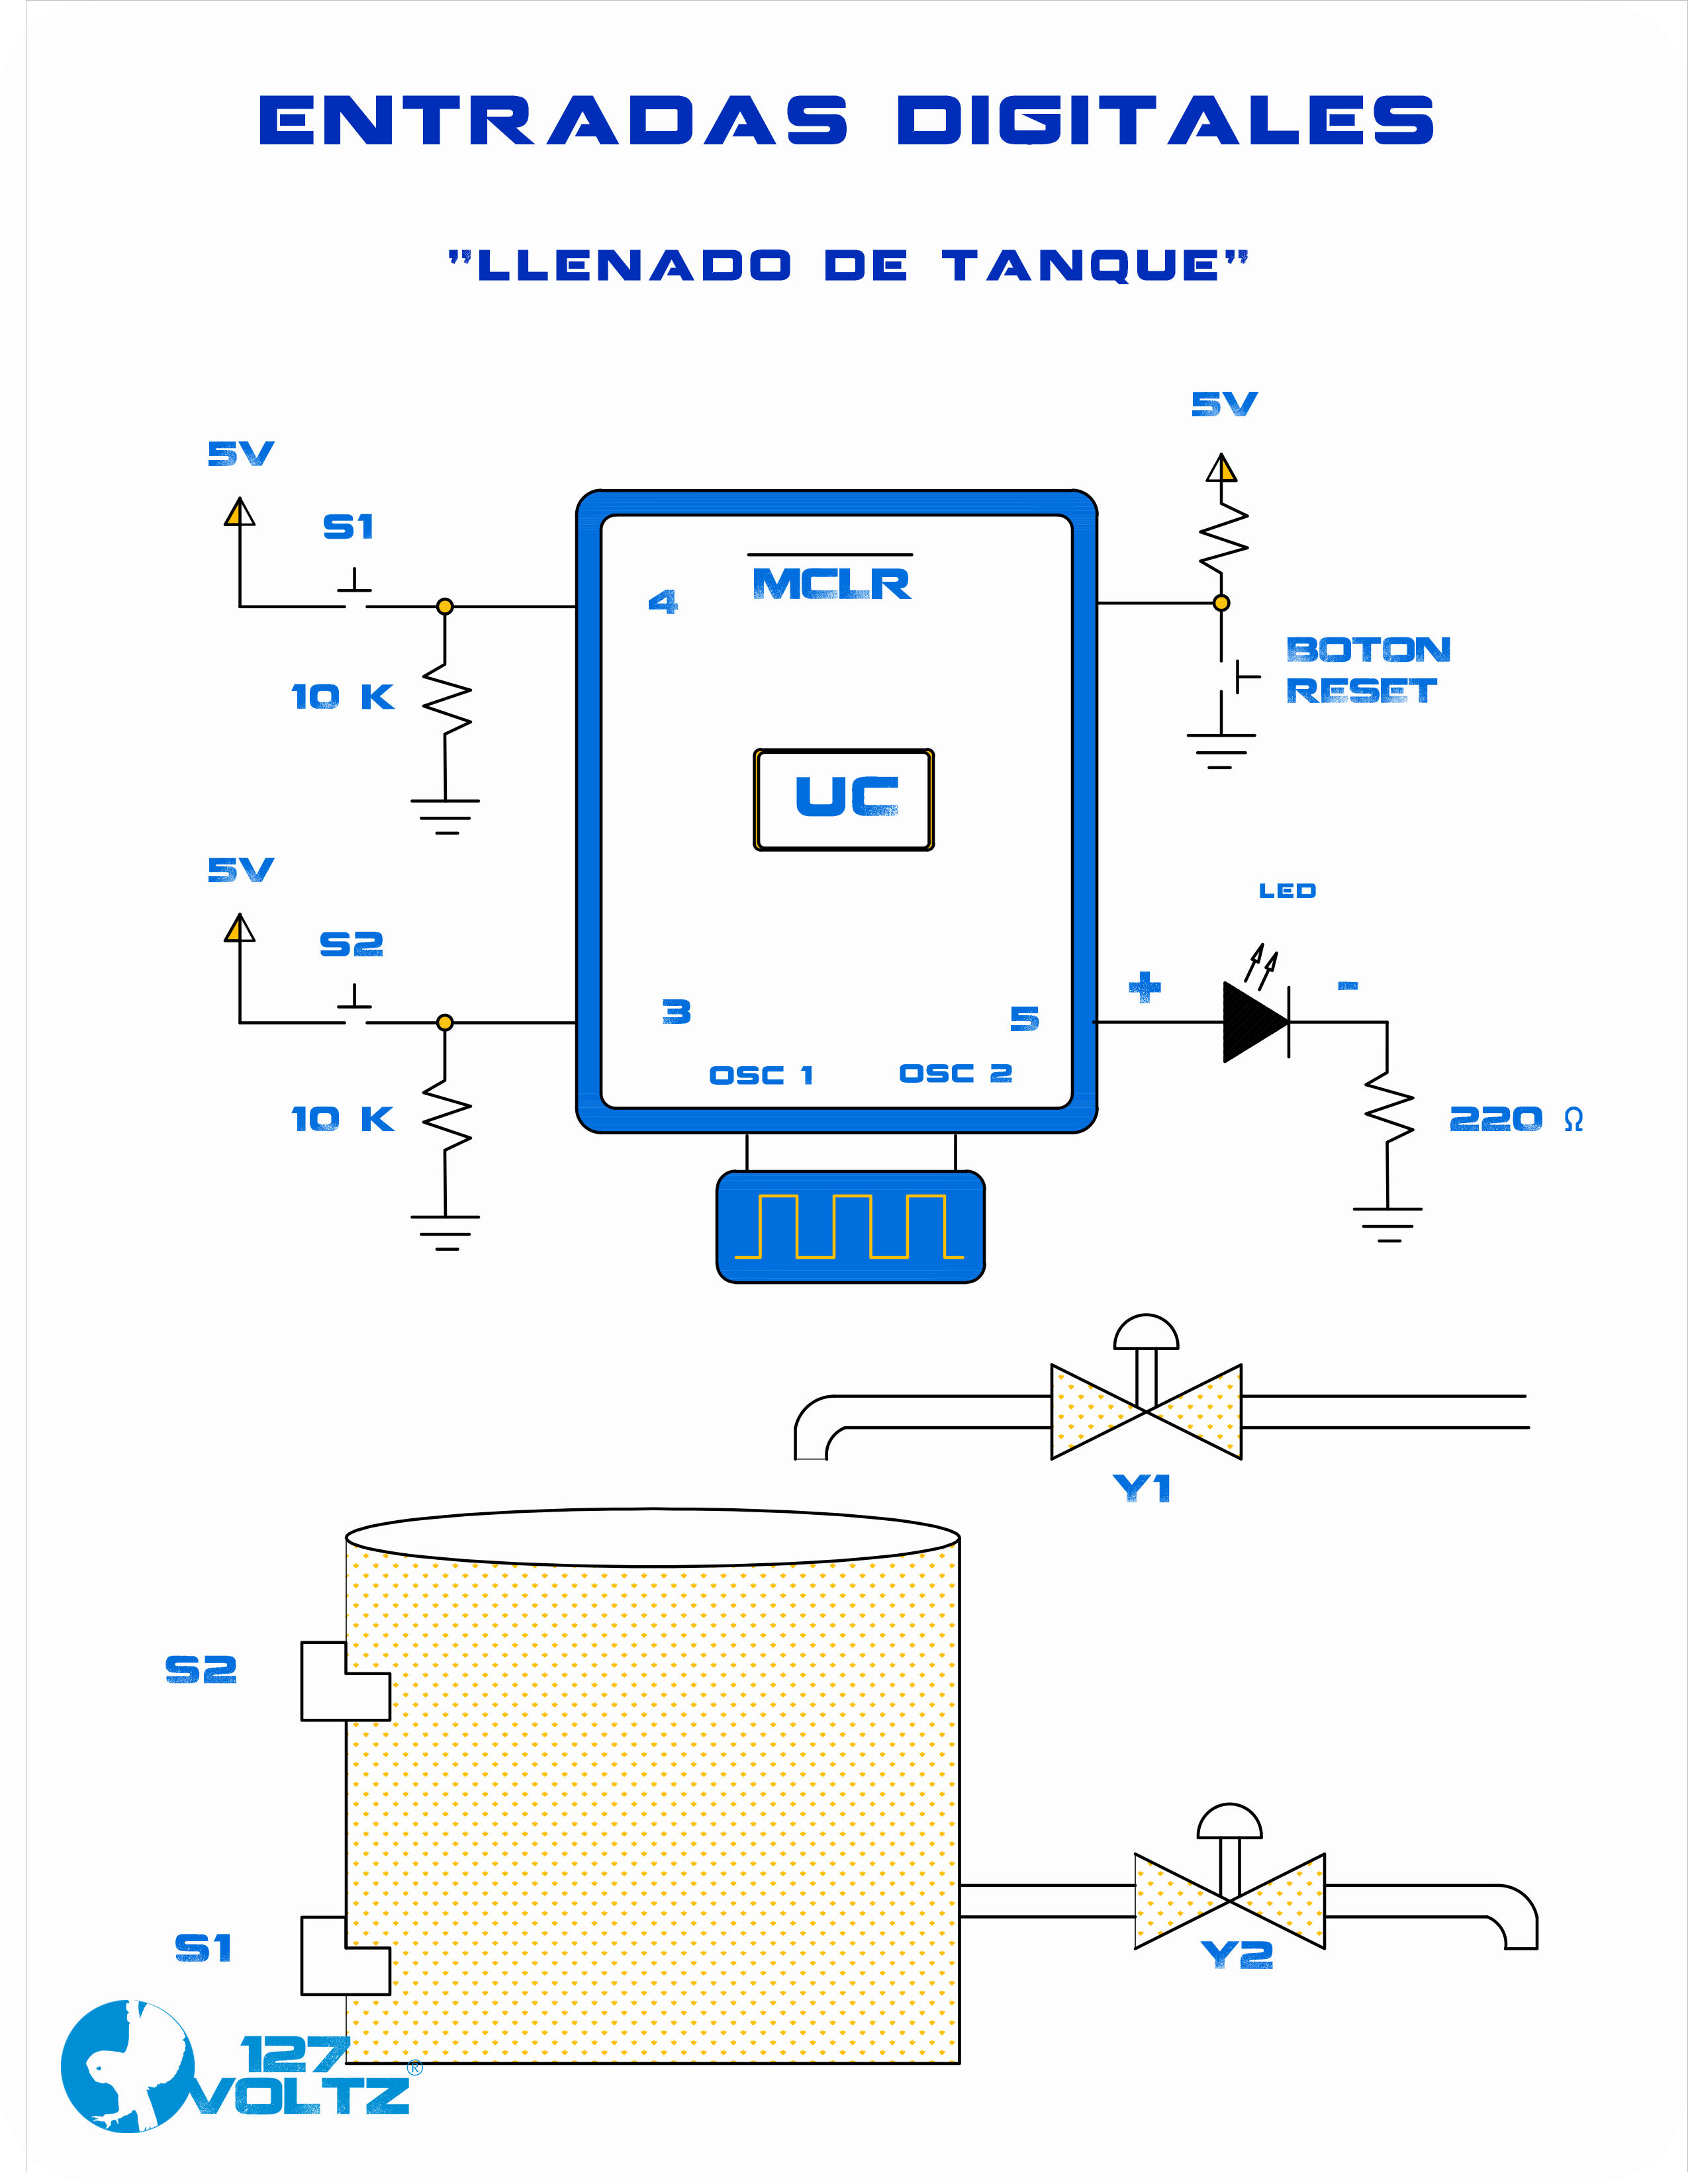 ENTRADAS DIGITALES
"LLENADO DE TANQUE"
5V
5V
S1
4
MCLR
BOTON
RESET
10 K
UC
5V
LED
S2
+
-
3
5
OSC 1
OSC 2
10 K
220 Ω
Y1
S2
S1
Y2
127
VOLTZ®